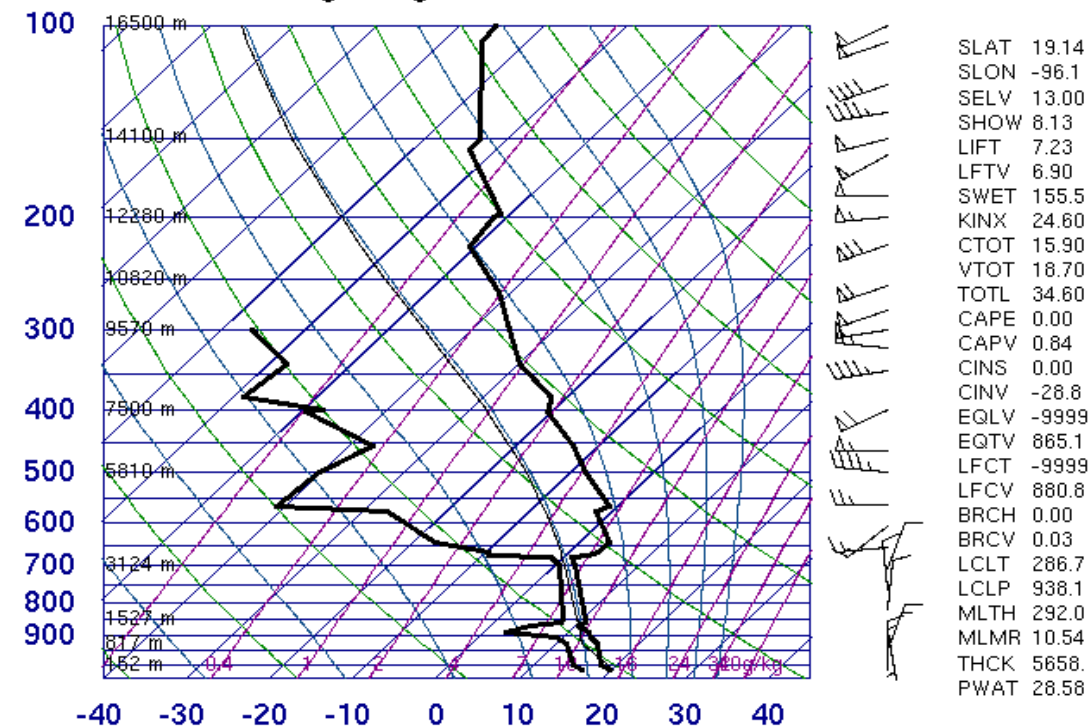 100
16500 m
14100 m
200
12280 m
10820 m
300
9570 m
400
7500 m
500
5810 m
600
700
3124 m
800
1527 m
900
817 m
152 m
0.4 1 2 4 7 10 16 24 32 40g/kg
-40 -30 -20 -10 0 10 20 30 40
SLAT 19.14
SLON -96.1
SELV 13.00
SHOW 8.13
LIFT 7.23
LFTV 6.90
SWET 155.5
KINX 24.60
CTOT 15.90
VTOT 18.70
TOTL 34.60
CAPE 0.00
CAPV 0.84
CINS 0.00
CINV -28.8
EQLV -9999
EQTV 865.1
LFCT -9999
LFCV 880.8
BRCH 0.00
BRCV 0.03
LCLT 286.7
LCLP 938.1
MLTH 292.0
MLMR 10.54
THCK 5658.
PWAT 28.58